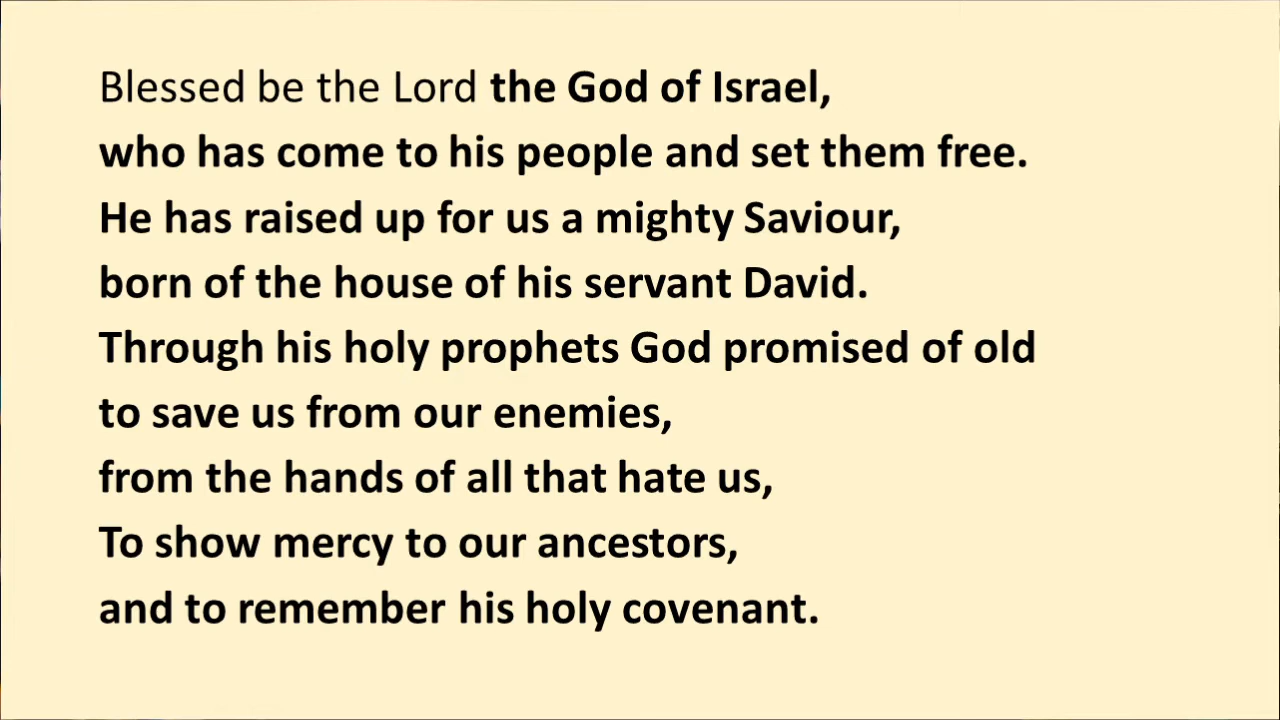 Blessed be the Lord the God of Israel,
who has come to his people and set them free.
He has raised up for us a mighty Saviour,
born of the house of his servant David.
Through his holy prophets God promised of old
to save us from our enemies,
from the hands of all that hate us,
To show mercy to our ancestors,
and to remember his holy covenant.